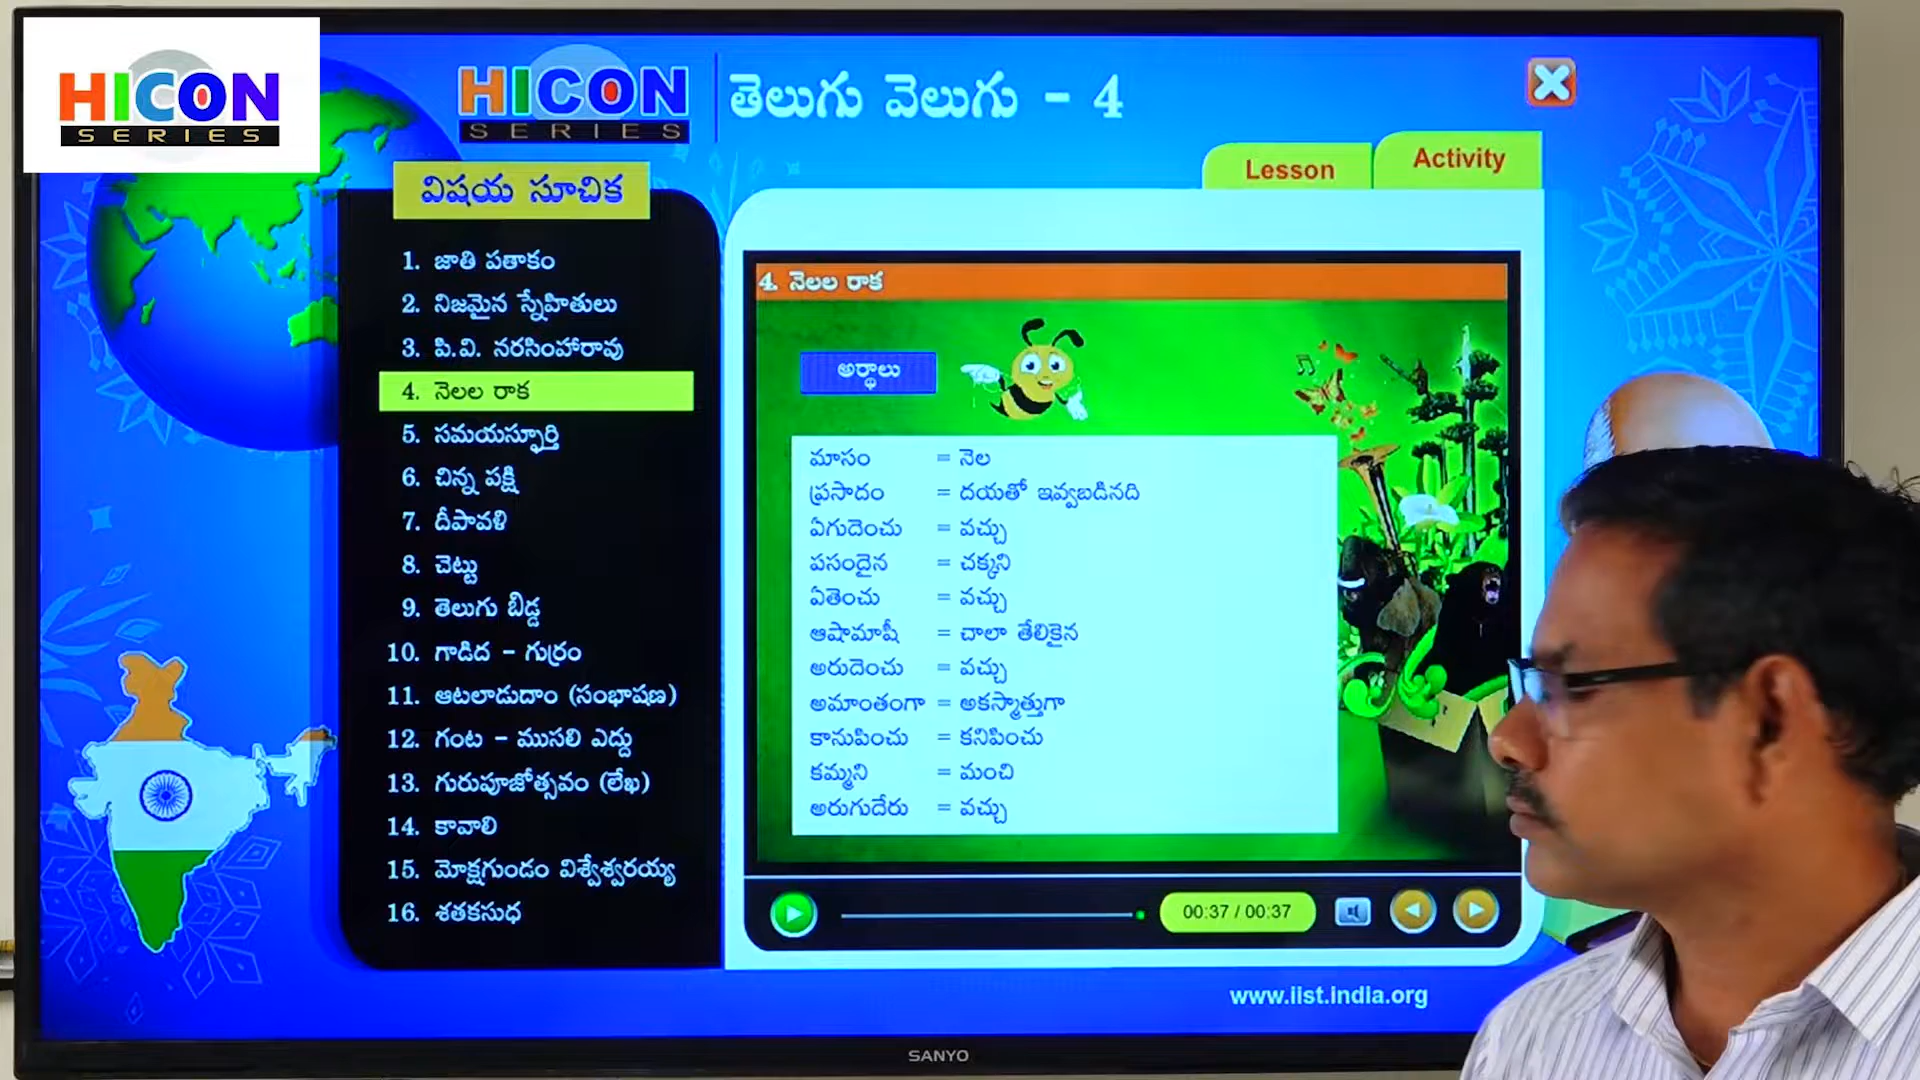 HICON
SERIES
HICON
SERIES
తెలుగు వెలుగు - 4
Lesson
Activity
విషయ సూచిక
1. జాతి పతాకం
2. నిజమైన స్నేహితులు
3. పి.వి. నరసింహారావు
4. నెలల రాక
5. సమయస్ఫూర్తి
6. చిన్న పక్షి
7. దీపావళి
8. చెట్టు
9. తెలుగు బిడ్డ
10. గాడిద - గుర్రం
11. ఆటలాడుదాం (సంభాషణ)
12. గంట - ముసలి ఎద్దు
13. గురుపూజోత్సవం (లేఖ)
14. కావాలి
15. మోక్షగుండం విశ్వేశ్వరయ్య
16. శతకసుధ
4. నెలల రాక
అర్థాలు
మాసం = నెల
ప్రసాదం = దయతో ఇవ్వబడినది
ఏగుదెంచు = వచ్చు
పసందైన = చక్కని
ఏతెంచు = వచ్చు
ఆషామాషీ = చాలా తేలికైన
అరుదెంచు = వచ్చు
అమాంతంగా = అకస్మాత్తుగా
కానుపించు = కనిపించు
కమ్మని = మంచి
అరుగుదేరు = వచ్చు
00:37 / 00:37
www.iist.india.org
SANYO